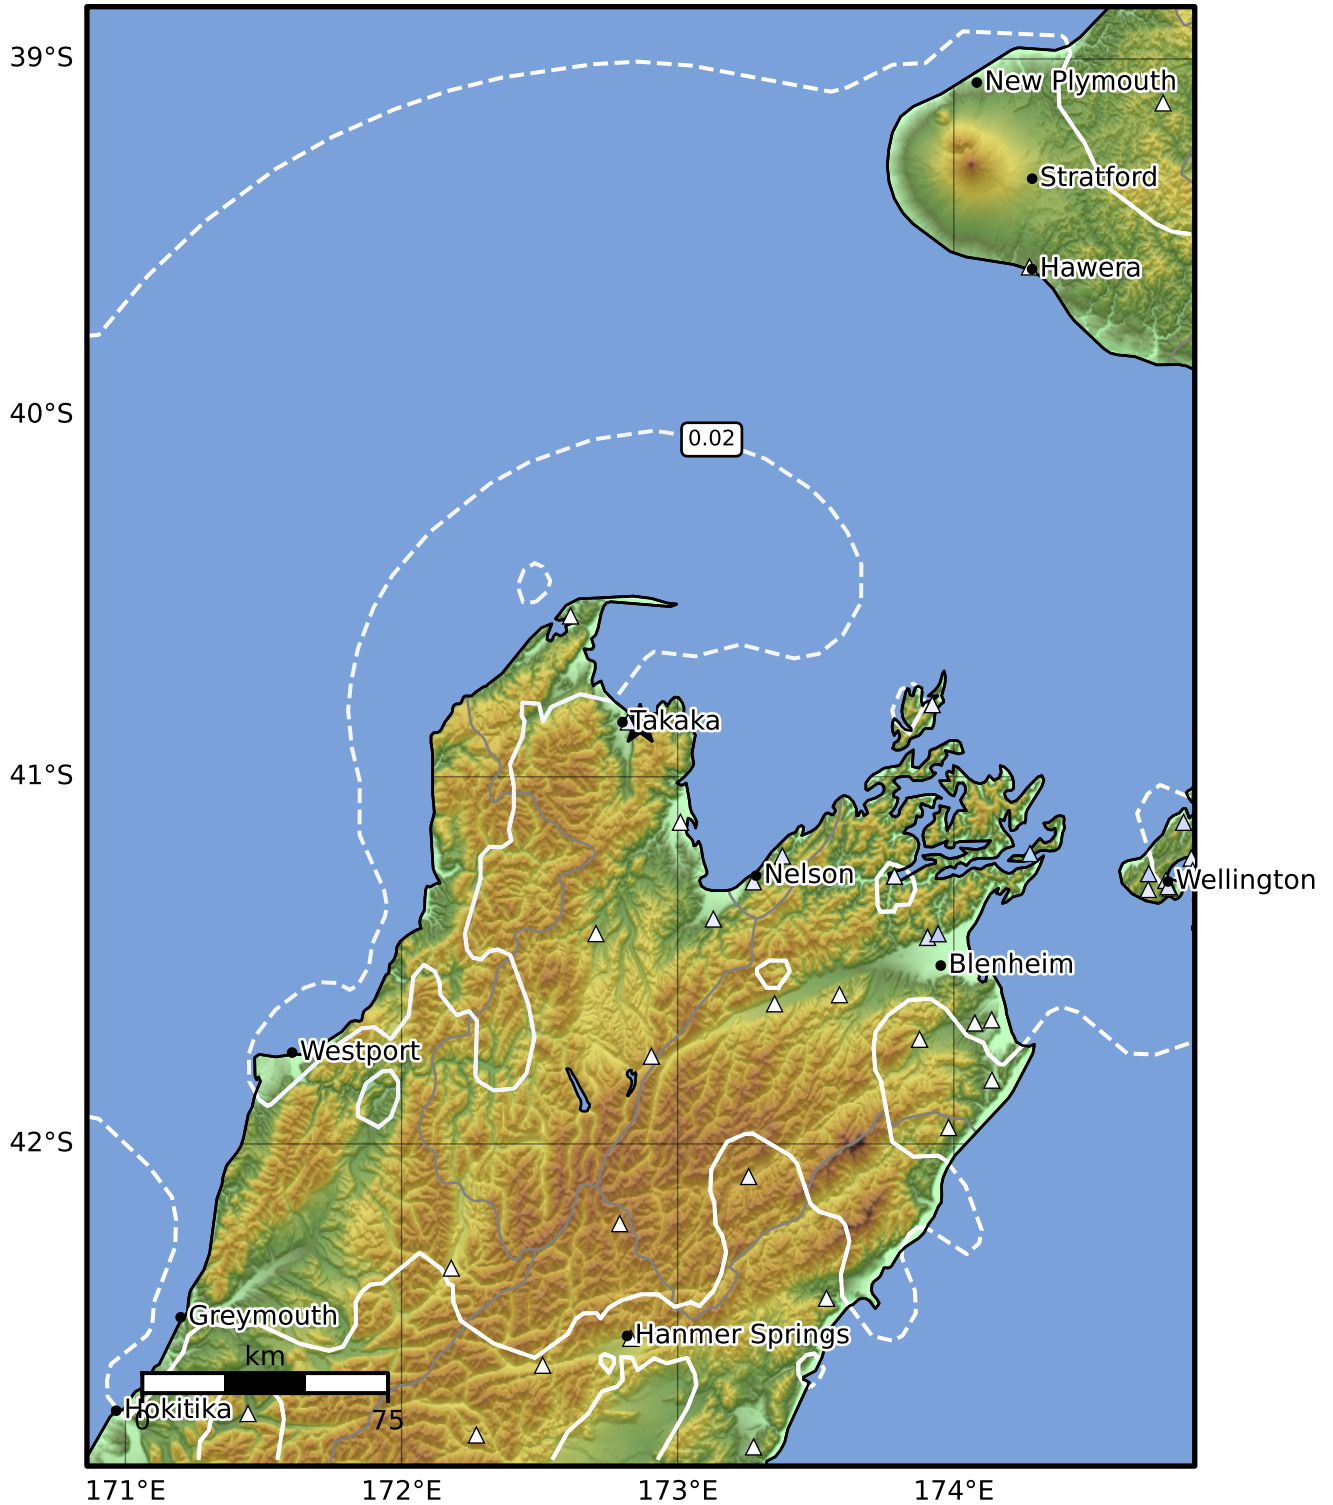 39°S
New Plymouth
Stratford
Hawera
40°S
0.02
Takaka
41°S
Nelson
Wellington
Blenheim
Westport
42°S
Greymouth
Hanmer Springs
km
Hokitika
0
75
171°E
172°E
173°E
174°E